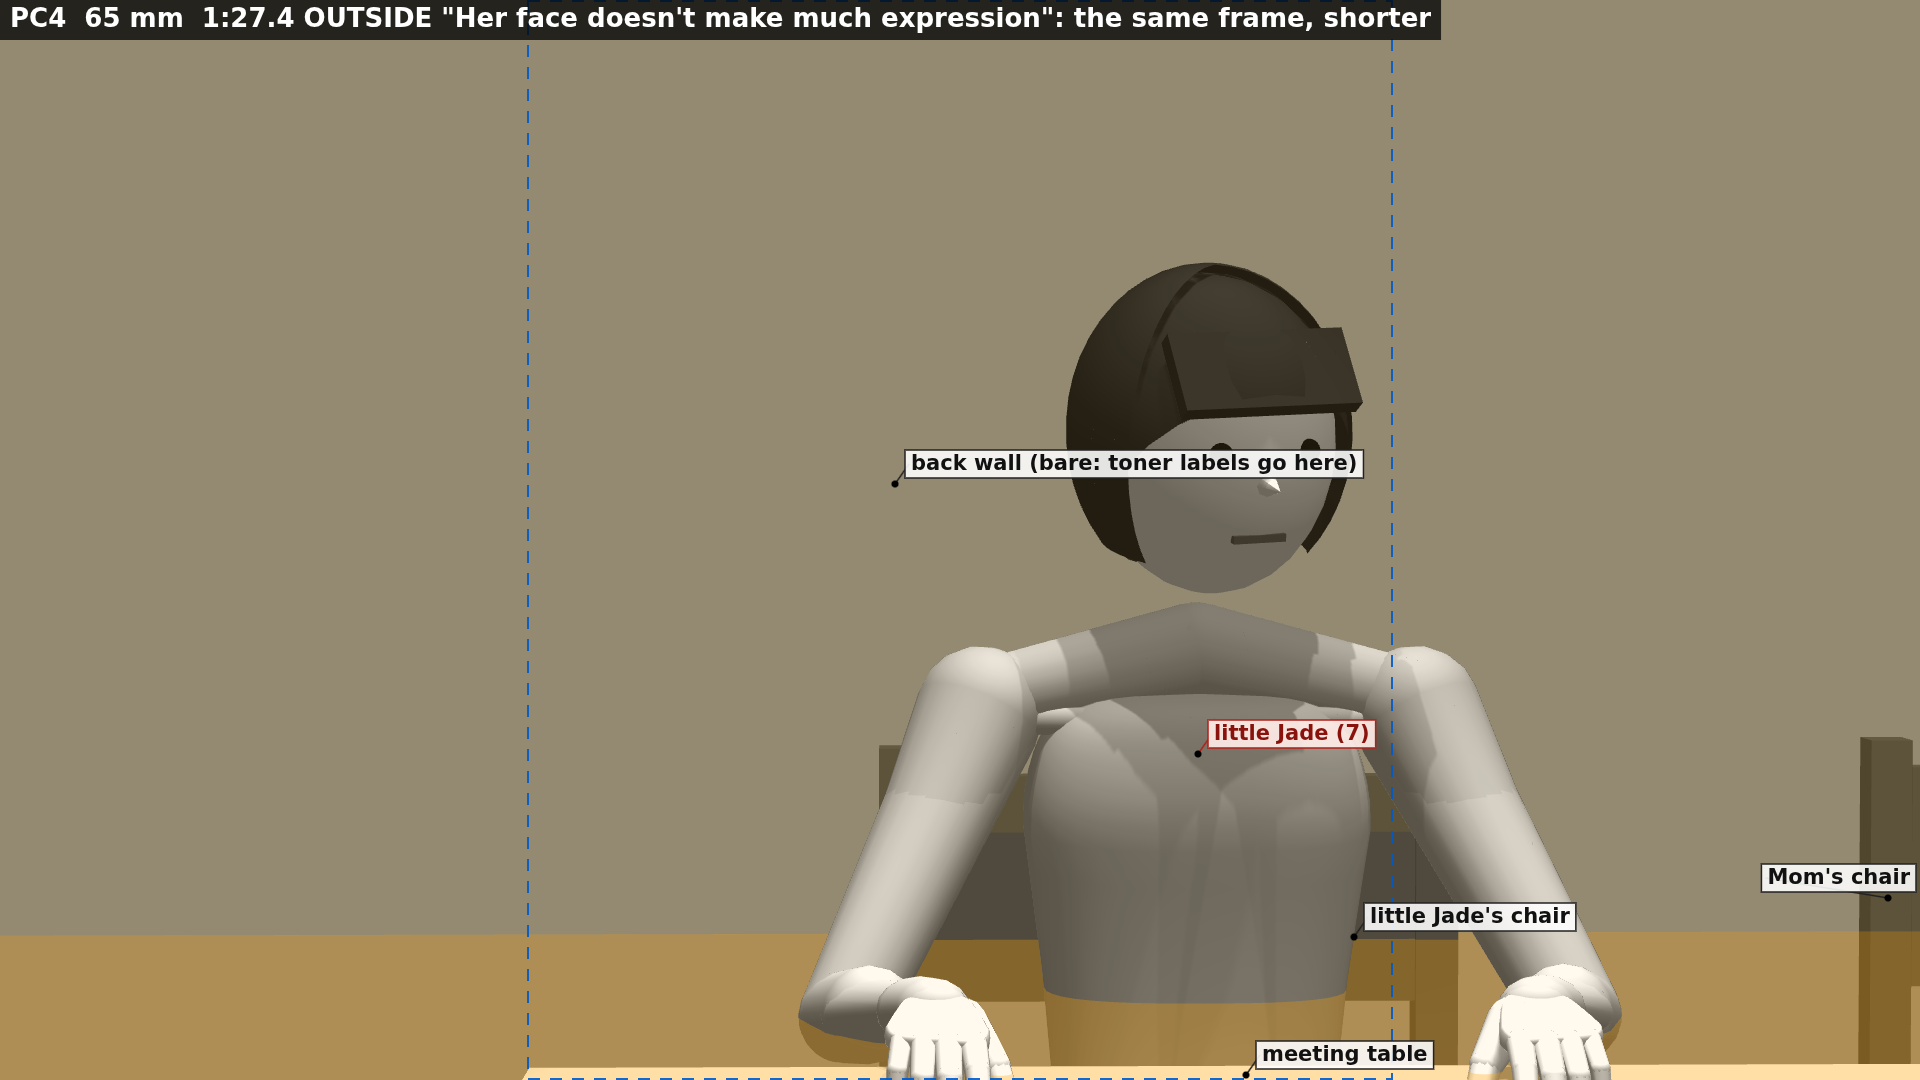 PC4  65 mm  1:27.4 OUTSIDE "Her face doesn't make much expression": the same frame, shorter
back wall (bare: toner labels go here)
little Jade (7)
Mom's chair
little Jade's chair
meeting table